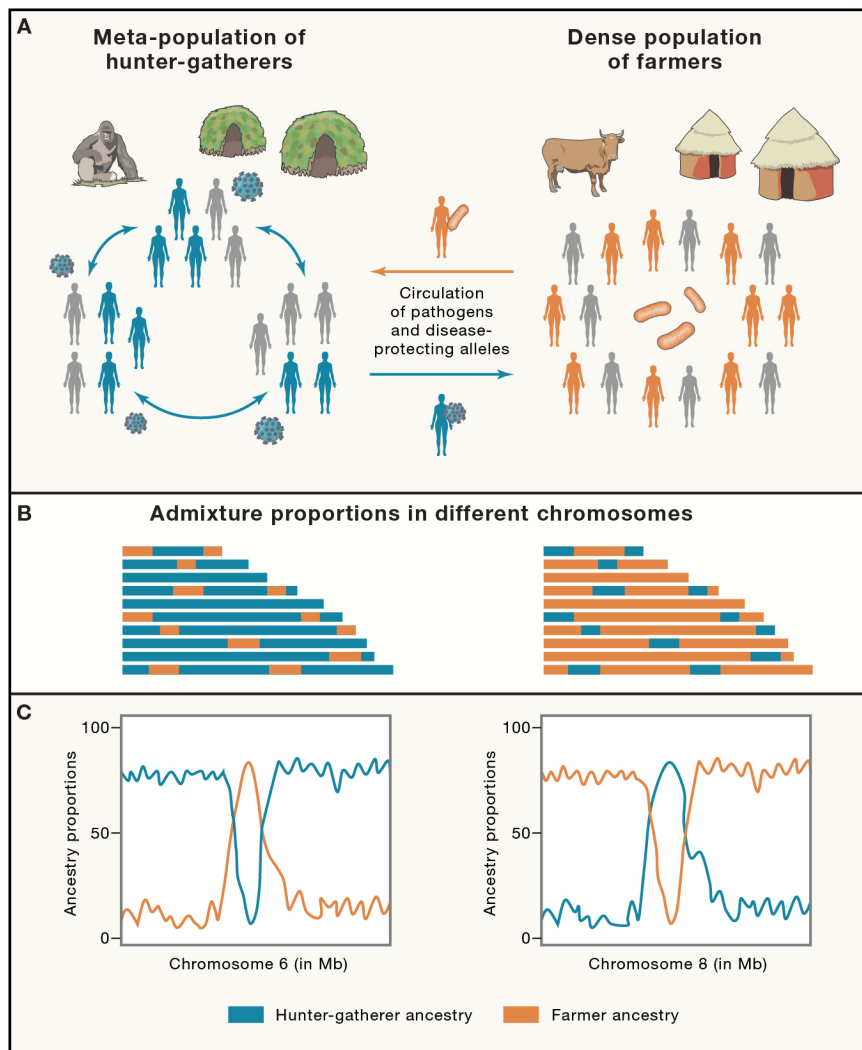 A
Meta-population of
hunter-gatherers
Dense population
of farmers
Circulation
of pathogens
and disease-
protecting alleles
B
Admixture proportions in different chromosomes
C
100
50
0
Ancestry proportions
Chromosome 6 (in Mb)
100
50
0
Ancestry proportions
Chromosome 8 (in Mb)
Hunter-gatherer ancestry
Farmer ancestry